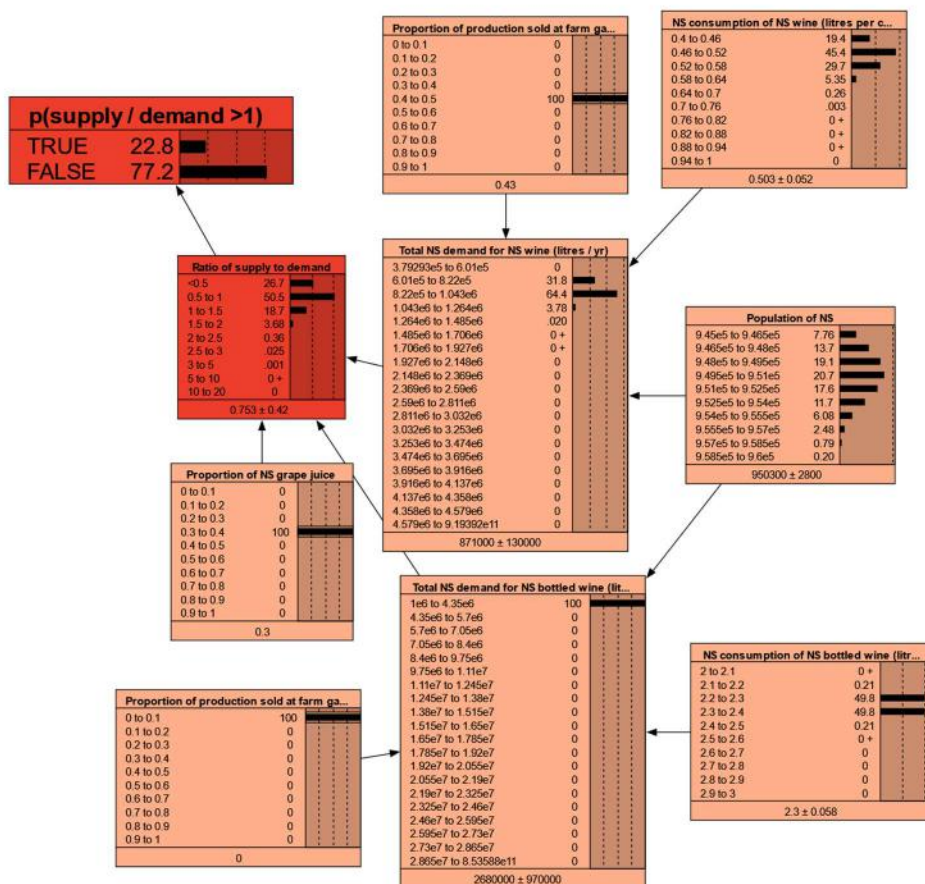 Proportion of production sold at farm ga...
0 to 0.1 0
0.1 to 0.2 0
0.2 to 0.3 0
0.3 to 0.4 0
0.4 to 0.5 100
0.5 to 0.6 0
0.6 to 0.7 0
0.7 to 0.8 0
0.8 to 0.9 0
0.9 to 1 0
0.43
NS consumption of NS wine (litres per c...
0.4 to 0.46 19.4
0.46 to 0.52 45.4
0.52 to 0.58 29.7
0.58 to 0.64 5.35
0.64 to 0.7 0.26
0.7 to 0.76 .003
0.76 to 0.82 0 +
0.82 to 0.88 0 +
0.88 to 0.94 0 +
0.94 to 1 0
0.503 ± 0.052
p(supply / demand >1)
TRUE 22.8
FALSE 77.2
Ratio of supply to demand
<0.5 26.7
0.5 to 1 50.5
1 to 1.5 18.7
1.5 to 2 3.68
2 to 2.5 0.36
2.5 to 3 .025
3 to 5 .001
5 to 10 0 +
10 to 20 0
0.753 ± 0.42
Total NS demand for NS wine (litres / yr)
3.79293e5 to 6.01e5 0
6.01e5 to 8.22e5 31.8
8.22e5 to 1.043e6 64.4
1.043e6 to 1.264e6 3.78
1.264e6 to 1.485e6 .020
1.485e6 to 1.706e6 0 +
1.706e6 to 1.927e6 0 +
1.927e6 to 2.148e6 0
2.148e6 to 2.369e6 0
2.369e6 to 2.59e6 0
2.59e6 to 2.811e6 0
2.811e6 to 3.032e6 0
3.032e6 to 3.253e6 0
3.253e6 to 3.474e6 0
3.474e6 to 3.695e6 0
3.695e6 to 3.916e6 0
3.916e6 to 4.137e6 0
4.137e6 to 4.358e6 0
4.358e6 to 4.579e6 0
4.579e6 to 9.19392e11 0
871000 ± 130000
Population of NS
9.45e5 to 9.465e5 7.76
9.465e5 to 9.48e5 13.7
9.48e5 to 9.495e5 19.1
9.495e5 to 9.51e5 20.7
9.51e5 to 9.525e5 17.6
9.525e5 to 9.54e5 11.7
9.54e5 to 9.555e5 6.08
9.555e5 to 9.57e5 2.48
9.57e5 to 9.585e5 0.79
9.585e5 to 9.6e5 0.20
950300 ± 2800
Proportion of NS grape juice
0 to 0.1 0
0.1 to 0.2 0
0.2 to 0.3 0
0.3 to 0.4 100
0.4 to 0.5 0
0.5 to 0.6 0
0.6 to 0.7 0
0.7 to 0.8 0
0.8 to 0.9 0
0.9 to 1 0
0.3
Total NS demand for NS bottled wine (lit...
1e6 to 4.35e6 100
4.35e6 to 5.7e6 0
5.7e6 to 7.05e6 0
7.05e6 to 8.4e6 0
8.4e6 to 9.75e6 0
9.75e6 to 1.11e7 0
1.11e7 to 1.245e7 0
1.245e7 to 1.38e7 0
1.38e7 to 1.515e7 0
1.515e7 to 1.65e7 0
1.65e7 to 1.785e7 0
1.785e7 to 1.92e7 0
1.92e7 to 2.055e7 0
2.055e7 to 2.19e7 0
2.19e7 to 2.325e7 0
2.325e7 to 2.46e7 0
2.46e7 to 2.595e7 0
2.595e7 to 2.73e7 0
2.73e7 to 2.865e7 0
2.865e7 to 8.53588e11 0
2680000 ± 970000
NS consumption of NS bottled wine (litr...
2 to 2.1 0 +
2.1 to 2.2 0.21
2.2 to 2.3 49.8
2.3 to 2.4 49.8
2.4 to 2.5 0.21
2.5 to 2.6 0 +
2.6 to 2.7 0
2.7 to 2.8 0
2.8 to 2.9 0
2.9 to 3 0
2.3 ± 0.058
Proportion of production sold at farm ga...
0 to 0.1 100
0.1 to 0.2 0
0.2 to 0.3 0
0.3 to 0.4 0
0.4 to 0.5 0
0.5 to 0.6 0
0.6 to 0.7 0
0.7 to 0.8 0
0.8 to 0.9 0
0.9 to 1 0
0